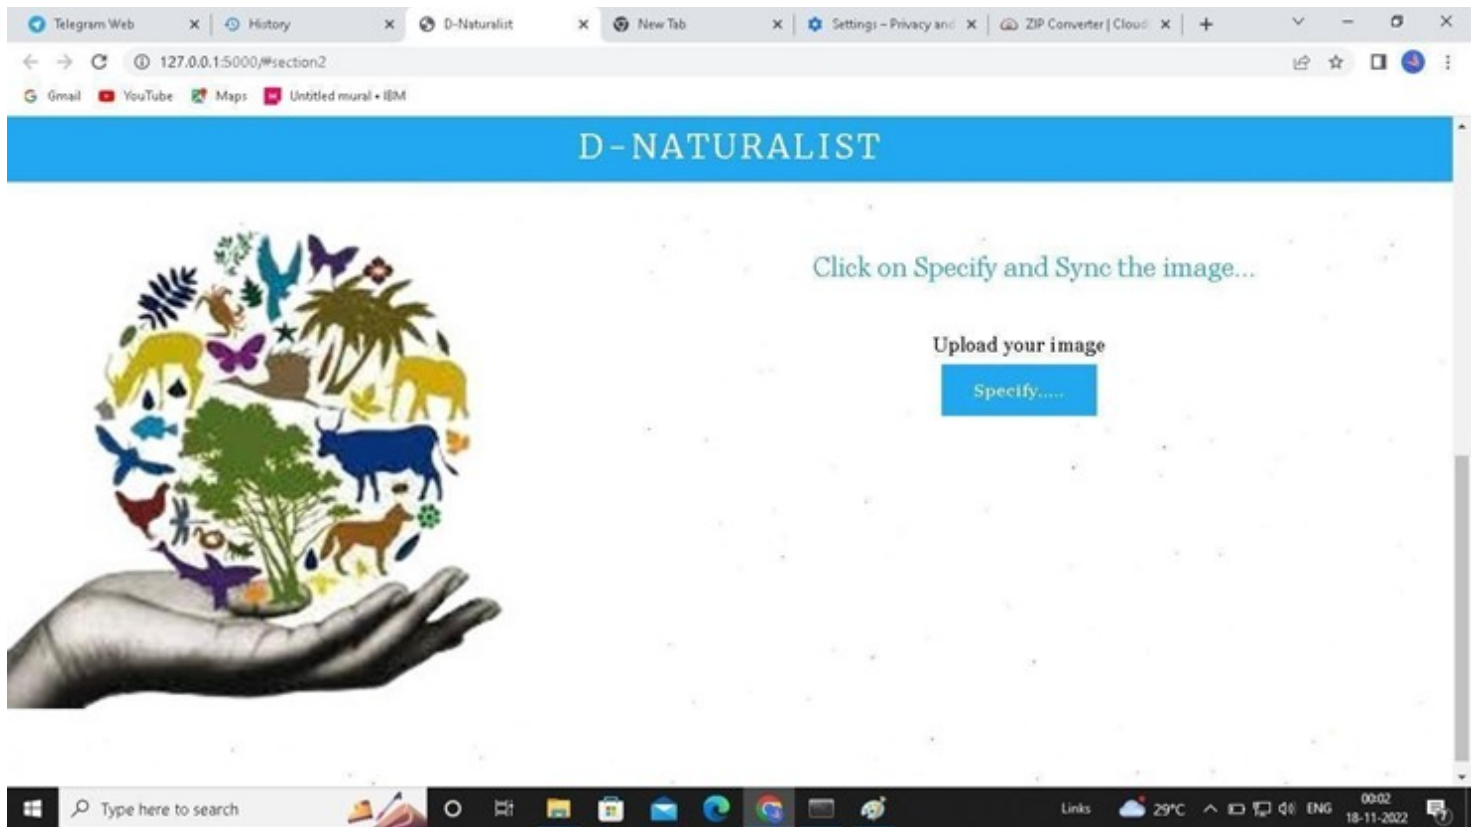 Telegram Web
History
D-Naturalist
New Tab
Settings – Privacy and
ZIP Converter | Cloud
127.0.0.1:5000/#section2
Gmail
YouTube
Maps
Untitled mural • IBM
D-NATURALIST
Click on Specify and Sync the image...
Upload your image
Specify.....
Type here to search
Links
29°C
ENG
00:02
18-11-2022